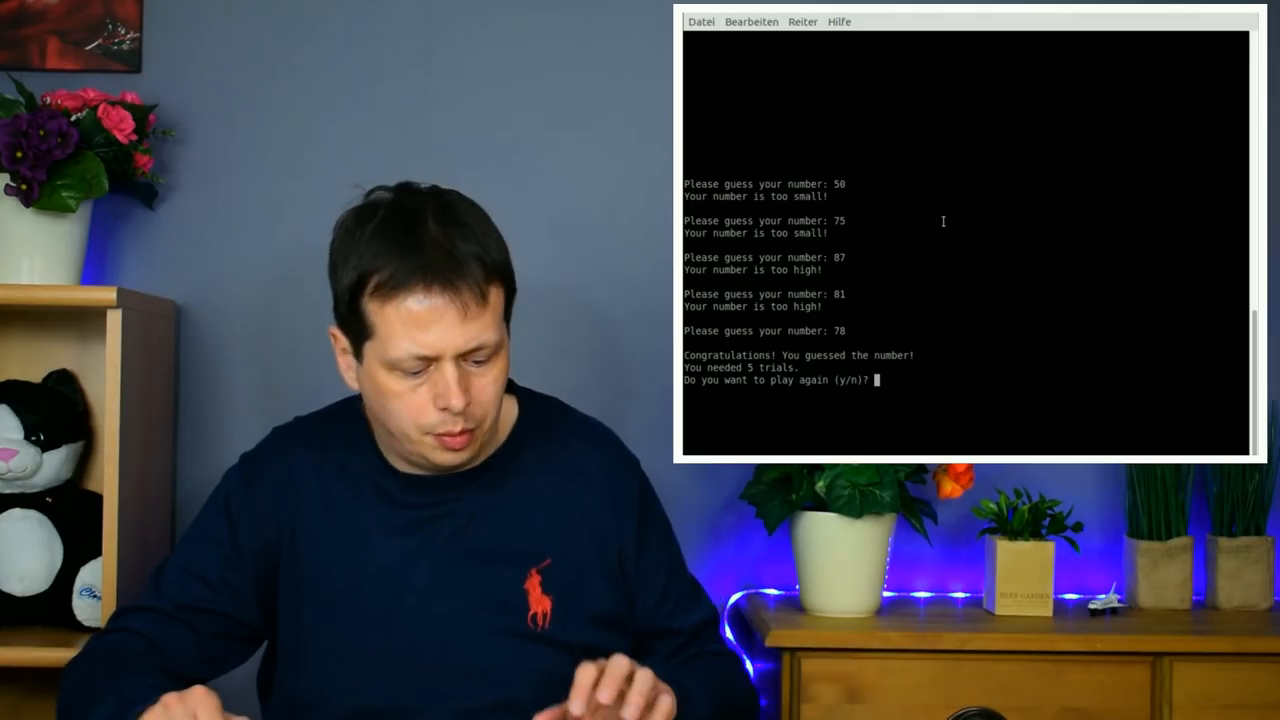 Datei Bearbeiten Reiter Hilfe
Please guess your number: 50
Your number is too small!
Please guess your number: 75
Your number is too small!
Please guess your number: 87
Your number is too high!
Please guess your number: 81
Your number is too high!
Please guess your number: 78
Congratulations! You guessed the number!
You needed 5 trials.
Do you want to play again (y/n)?
HERB GARDEN